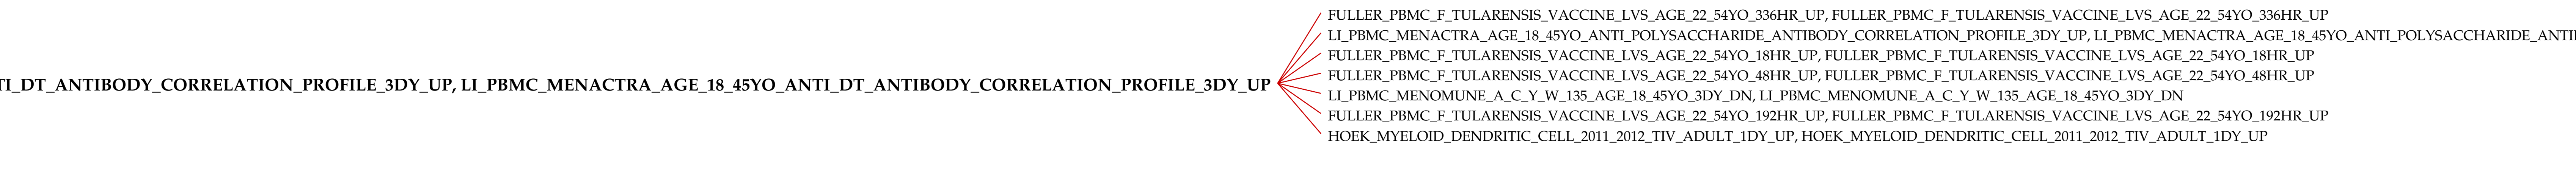 FULLER_PBMC_F_TULARENSIS_VACCINE_LVS_AGE_22_54YO_336HR_UP, FULLER_PBMC_F_TULARENSIS_VACCINE_LVS_AGE_22_54YO_336HR_UP
LI_PBMC_MENACTRA_AGE_18_45YO_ANTI_POLYSACCHARIDE_ANTIBODY_CORRELATION_PROFILE_3DY_UP, LI_PBMC_MENACTRA_AGE_18_45YO_ANTI_POLYSACCHARIDE_ANTI
FULLER_PBMC_F_TULARENSIS_VACCINE_LVS_AGE_22_54YO_18HR_UP, FULLER_PBMC_F_TULARENSIS_VACCINE_LVS_AGE_22_54YO_18HR_UP
FULLER_PBMC_F_TULARENSIS_VACCINE_LVS_AGE_22_54YO_48HR_UP, FULLER_PBMC_F_TULARENSIS_VACCINE_LVS_AGE_22_54YO_48HR_UP
TI_DT_ANTIBODY_CORRELATION_PROFILE_3DY_UP, LI_PBMC_MENACTRA_AGE_18_45YO_ANTI_DT_ANTIBODY_CORRELATION_PROFILE_3DY_UP
LI_PBMC_MENOMUNE_A_C_Y_W_135_AGE_18_45YO_3DY_DN, LI_PBMC_MENOMUNE_A_C_Y_W_135_AGE_18_45YO_3DY_DN
FULLER_PBMC_F_TULARENSIS_VACCINE_LVS_AGE_22_54YO_192HR_UP, FULLER_PBMC_F_TULARENSIS_VACCINE_LVS_AGE_22_54YO_192HR_UP
HOEK_MYELOID_DENDRITIC_CELL_2011_2012_TIV_ADULT_1DY_UP, HOEK_MYELOID_DENDRITIC_CELL_2011_2012_TIV_ADULT_1DY_UP